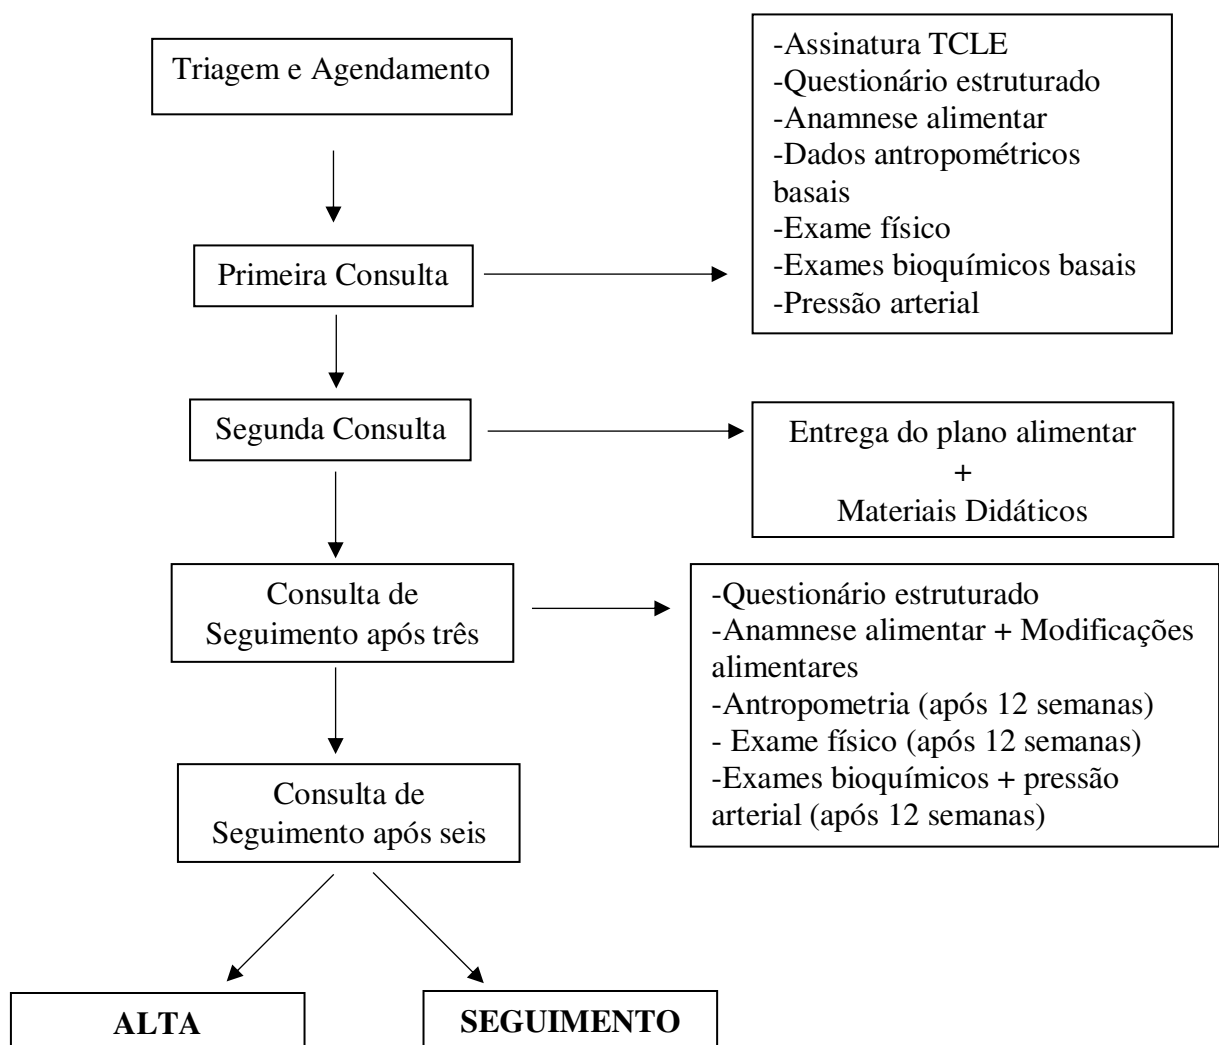 Triagem e Agendamento
-Assinatura TCLE
-Questionário estruturado
-Anamnese alimentar
-Dados antropométricos
basais
-Exame físico
-Exames bioquímicos basais
-Pressão arterial
Primeira Consulta
Segunda Consulta
Entrega do plano alimentar
+
Materiais Didáticos
Consulta de
Seguimento após três
-Questionário estruturado
-Anamnese alimentar + Modificações
alimentares
-Antropometria (após 12 semanas)
- Exame físico (após 12 semanas)
-Exames bioquímicos + pressão
arterial (após 12 semanas)
Consulta de
Seguimento após seis
ALTA
SEGUIMENTO